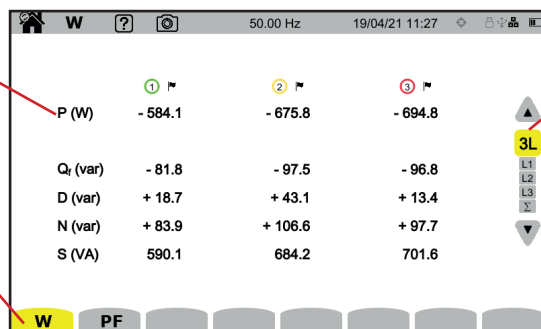 W ? 50.00 Hz 19/04/21 11:27
1 2 3
P (W) - 584.1 - 675.8 - 694.8
3L
Qf (var) - 81.8 - 97.5 - 96.8
L1
L2
D (var) + 18.7 + 43.1 + 13.4
L3
Σ
N (var) + 83.9 + 106.6 + 97.7
S (VA) 590.1 684.2 701.6
W PF